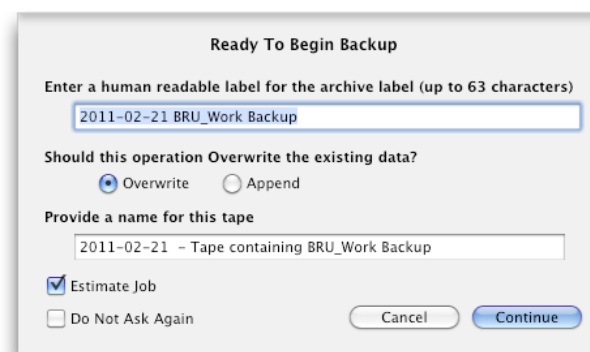 Ready To Begin Backup
Enter a human readable label for the archive label (up to 63 characters)
2011-02-21 BRU_Work Backup
Should this operation Overwrite the existing data?
Overwrite Append
Provide a name for this tape
2011-02-21 – Tape containing BRU_Work Backup
Estimate Job
Do Not Ask Again Cancel Continue